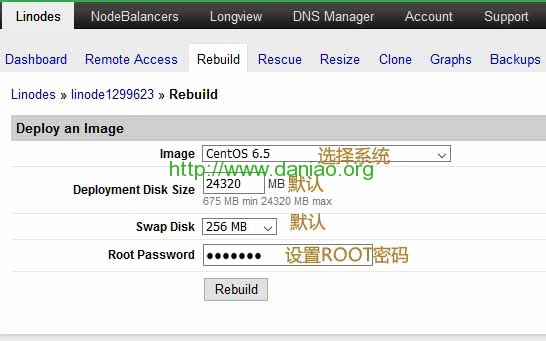 Linodes NodeBalancers Longview DNS Manager Account Support
Dashboard Remote Access Rebuild Rescue Resize Clone Graphs Backups
Linodes » linode1299623 » Rebuild
Deploy an Image
Image CentOS 6.5 选择系统
http://www.daniao.org
Deployment Disk Size 24320 MB 默认
675 MB min 24320 MB max
Swap Disk 256 MB 默认
Root Password ●●●●●●● 设置ROOT密码
Rebuild